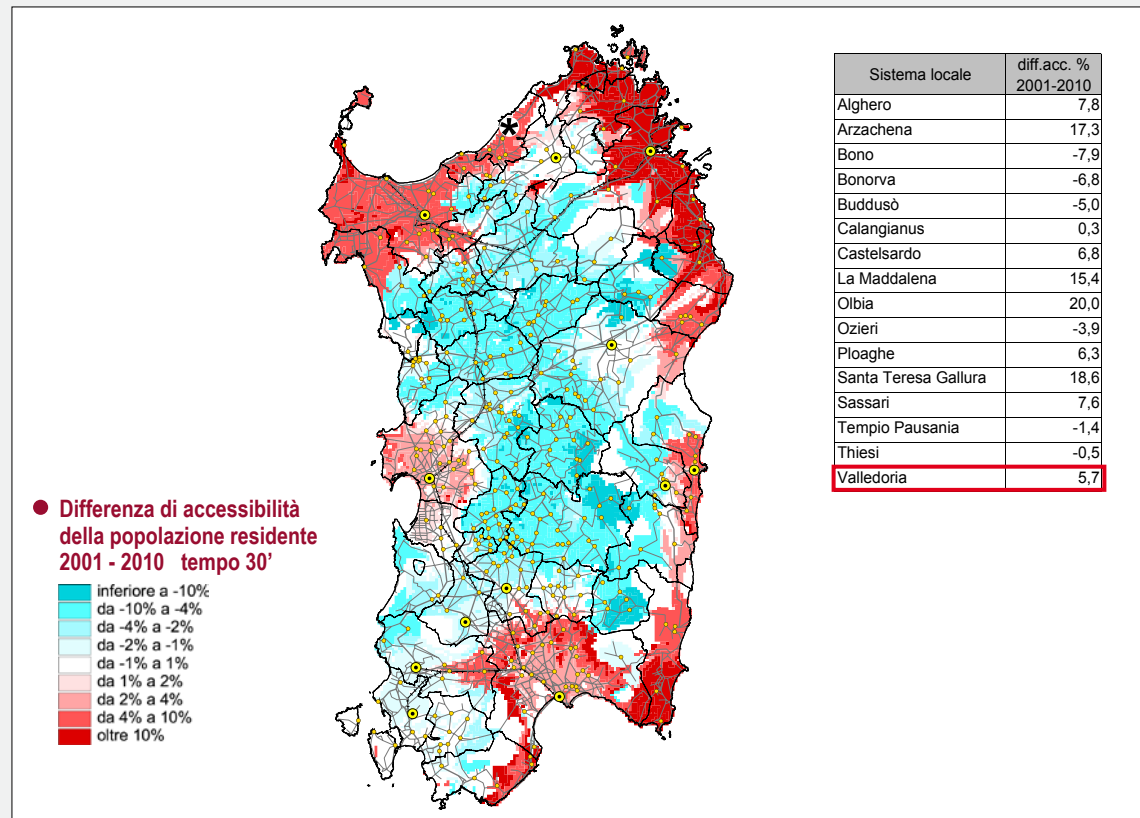 Sistema locale diff.acc. % 2001-2010
Alghero 7,8
Arzachena 17,3
Bono -7,9
Bonorva -6,8
Buddusò -5,0
Calangianus 0,3
Castelsardo 6,8
La Maddalena 15,4
Olbia 20,0
Ozieri -3,9
Ploaghe 6,3
Santa Teresa Gallura 18,6
Sassari 7,6
Tempio Pausania -1,4
Thiesi -0,5
Valledoria 5,7
*
● Differenza di accessibilità
della popolazione residente
2001 - 2010 tempo 30’
inferiore a -10%
da -10% a -4%
da -4% a -2%
da -2% a -1%
da -1% a 1%
da 1% a 2%
da 2% a 4%
da 4% a 10%
oltre 10%